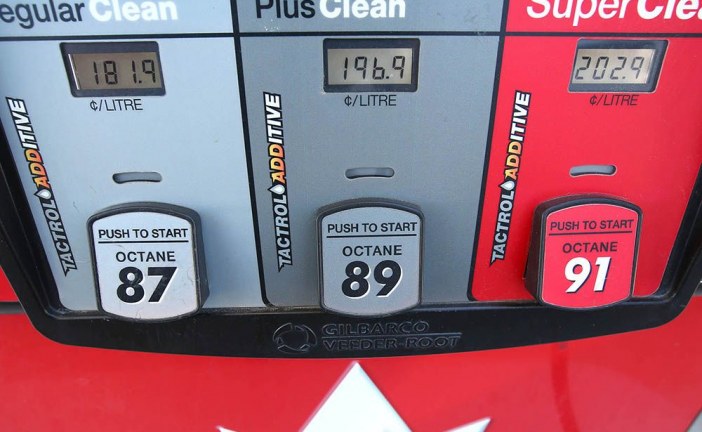 egular Clean
Plus Clean
Super Clea
181.9
196.9
202.9
¢/LITRE
¢/LITRE
¢/LITRE
TACTROL ADDITIVE
TACTROL ADDITIVE
TACTROL ADDITIVE
PUSH TO START
OCTANE
87
PUSH TO START
OCTANE
89
PUSH TO START
OCTANE
91
GILBARCO
VEEDER-ROOT